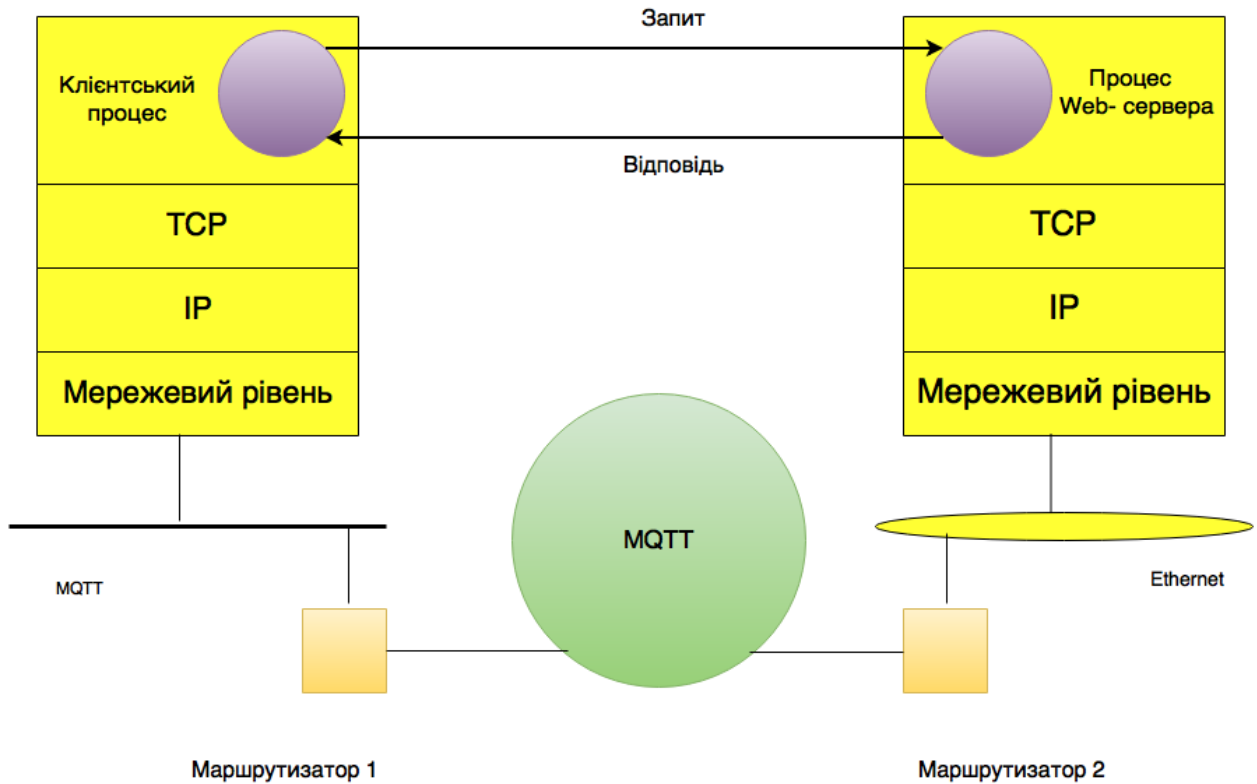 Запит
Клієнтський
процес
Процес
Web- сервера
Відповідь
TCP
TCP
IP
IP
Мережевий рівень
Мережевий рівень
MQTT
MQTT
Ethernet
Маршрутизатор 1
Маршрутизатор 2